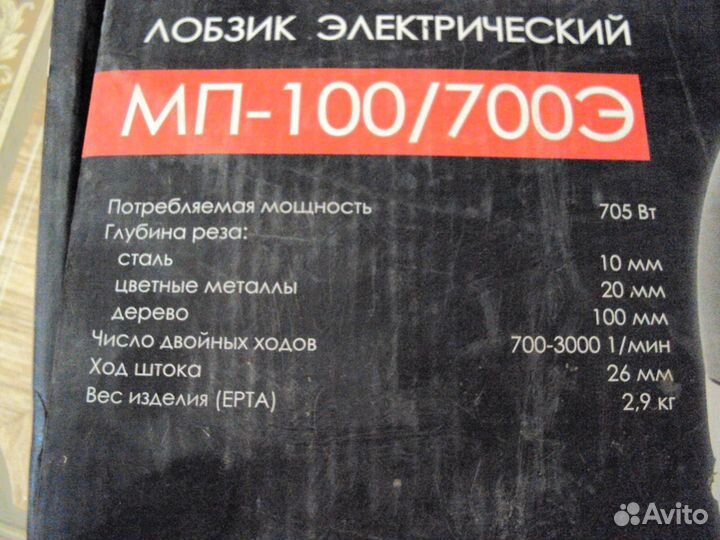 ЛОБЗИК ЭЛЕКТРИЧЕСКИЙ
МП-100/700Э
Потребляемая мощность 705 Вт
Глубина реза:
сталь 10 мм
цветные металлы 20 мм
дерево 100 мм
Число двойных ходов 700-3000 1/мин
Ход штока 26 мм
Вес изделия (EPTA) 2,9 кг
Avito